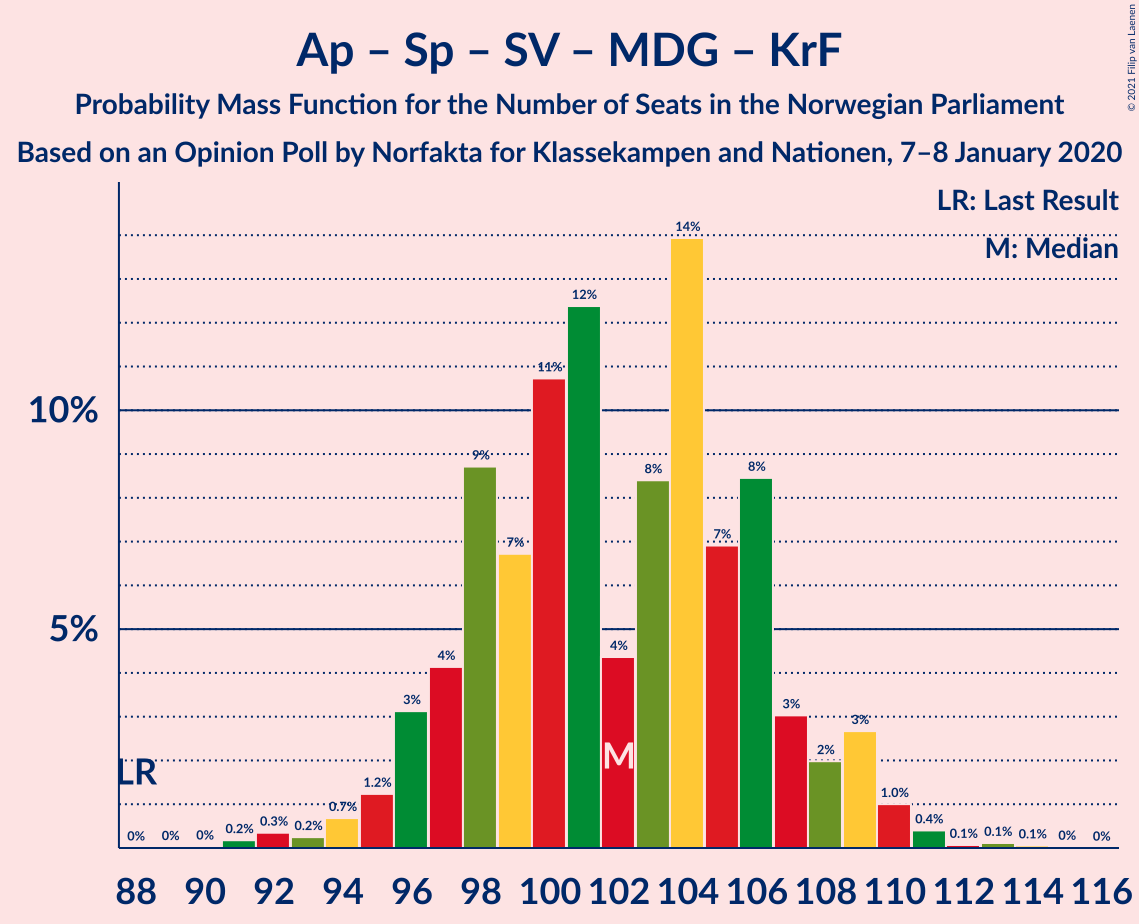 Ap – Sp – SV – MDG – KrF
Probability Mass Function for the Number of Seats in the Norwegian Parliament
Based on an Opinion Poll by Norfakta for Klassekampen and Nationen, 7–8 January 2020
© 2021 Filip van Laenen
LR: Last Result
M: Median
10%
5%
LR
M
0% 0% 0% 0.2% 0.3% 0.2% 0.7% 1.2% 3% 4% 9% 7% 11% 12% 4% 8% 14% 7% 8% 3% 2% 3% 1.0% 0.4% 0.1% 0.1% 0.1% 0% 0%
88 90 92 94 96 98 100 102 104 106 108 110 112 114 116